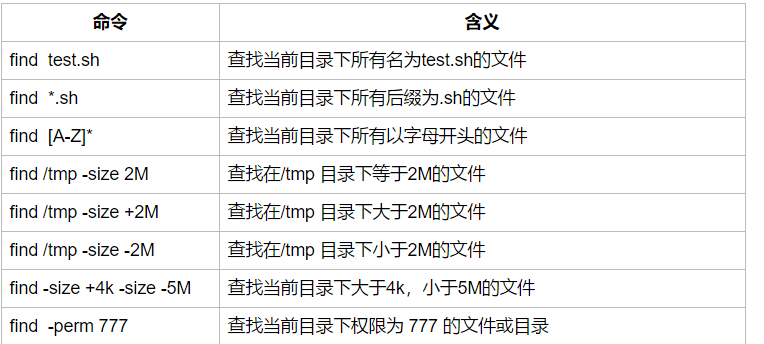 命令 含义
find test.sh 查找当前目录下所有名为test.sh的文件
find *.sh 查找当前目录下所有后缀为.sh的文件
find [A-Z]* 查找当前目录下所有以字母开头的文件
find /tmp -size 2M 查找在/tmp 目录下等于2M的文件
find /tmp -size +2M 查找在/tmp 目录下大于2M的文件
find /tmp -size -2M 查找在/tmp 目录下小于2M的文件
find -size +4k -size -5M 查找当前目录下大于4k，小于5M的文件
find -perm 777 查找当前目录下权限为 777 的文件或目录